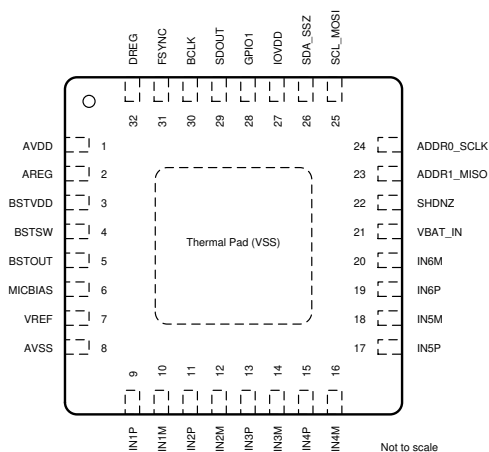 DREG
FSYNC
BCLK
SDOUT
GPIO1
IOVDD
SDA_SSZ
SCL_MOSI
32
31
30
29
28
27
26
25
AVDD 1
AREG 2
BSTVDD 3
BSTSW 4
BSTOUT 5
MICBIAS 6
VREF 7
AVSS 8
Thermal Pad (VSS)
24 ADDR0_SCLK
23 ADDR1_MISO
22 SHDNZ
21 VBAT_IN
20 IN6M
19 IN6P
18 IN5M
17 IN5P
9
10
11
12
13
14
15
16
IN1P
IN1M
IN2P
IN2M
IN3P
IN3M
IN4P
IN4M
Not to scale